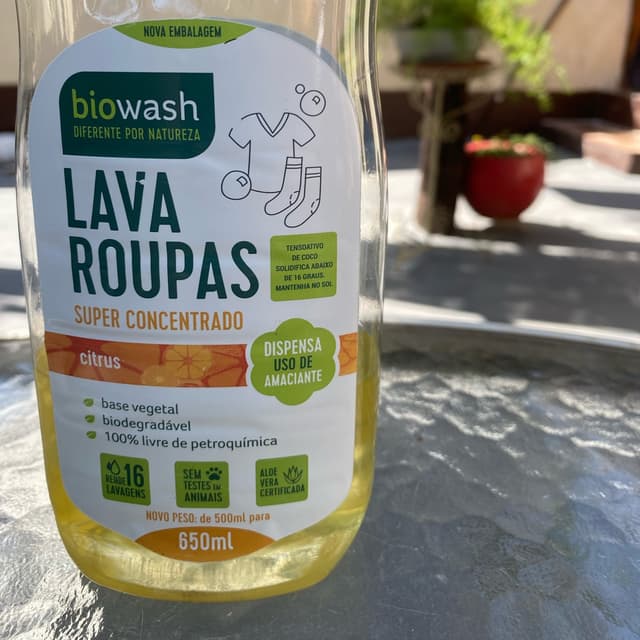 NOVA EMBALAGEM
biowash
DIFERENTE POR NATUREZA
LAVA
ROUPAS
TENSOATIVO
DE COCO
SOLIDIFICA ABAIXO
DE 16 GRAUS.
MANTENHA NO SOL
SUPER CONCENTRADO
citrus
DISPENSA
USO DE
AMACIANTE
base vegetal
biodegradável
100% livre de petroquímica
RENDE 16
LAVAGENS
SEM
TESTES EM
ANIMAIS
ALOE
VERA
CERTIFICADA
NOVO PESO: de 500ml para
650ml